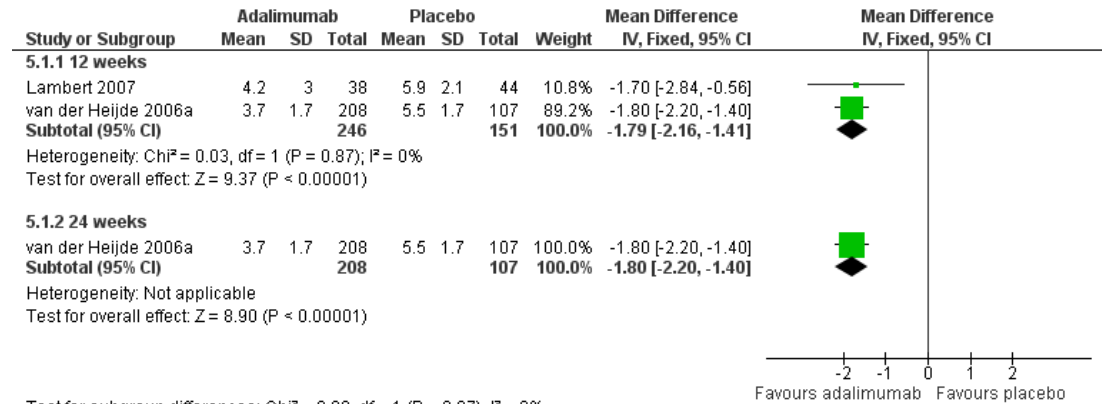 Adalimumab Placebo Mean Difference Mean Difference
Study or Subgroup Mean SD Total Mean SD Total Weight IV, Fixed, 95% CI IV, Fixed, 95% CI
5.1.1 12 weeks
Lambert 2007 4.2 3 38 5.9 2.1 44 10.8% -1.70 [-2.84, -0.56]
van der Heijde 2006a 3.7 1.7 208 5.5 1.7 107 89.2% -1.80 [-2.20, -1.40]
Subtotal (95% CI) 246 151 100.0% -1.79 [-2.16, -1.41]
Heterogeneity: Chi² = 0.03, df = 1 (P = 0.87); I² = 0%
Test for overall effect: Z = 9.37 (P < 0.00001)
5.1.2 24 weeks
van der Heijde 2006a 3.7 1.7 208 5.5 1.7 107 100.0% -1.80 [-2.20, -1.40]
Subtotal (95% CI) 208 107 100.0% -1.80 [-2.20, -1.40]
Heterogeneity: Not applicable
Test for overall effect: Z = 8.90 (P < 0.00001)
-2 -1 0 1 2
Favours adalimumab Favours placebo